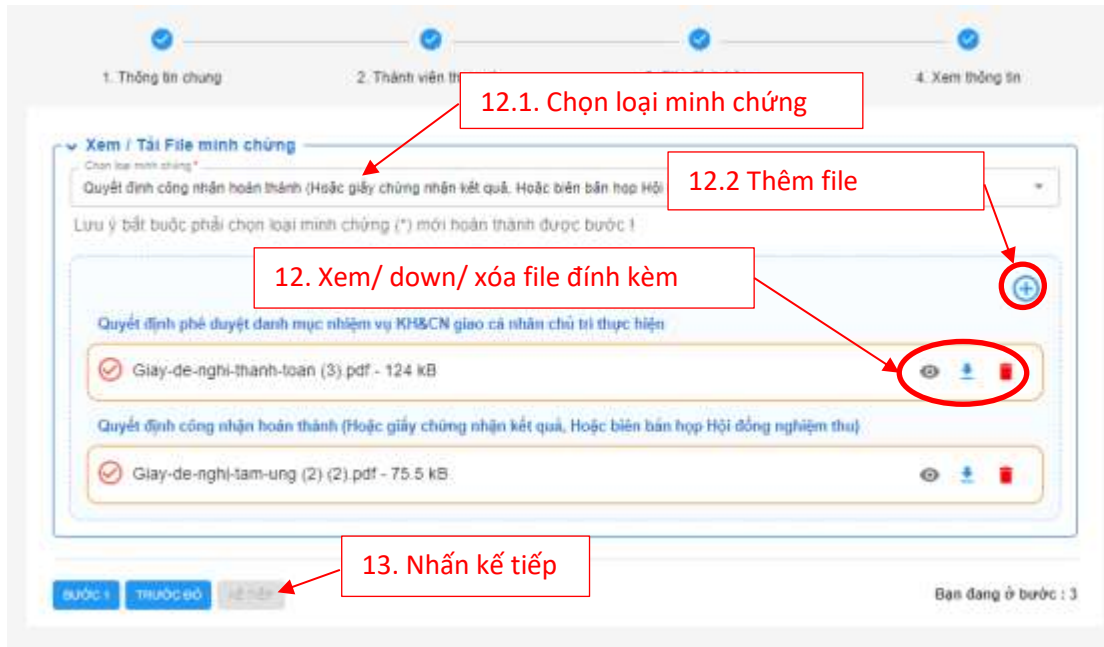 1. Thông tin chung
2. Thành viên
4. Xem thông tin
12.1. Chọn loại minh chứng
Xem / Tải File minh chứng
Chọn loại minh chứng *
Quyết định công nhận hoàn thành (Hoặc giấy chứng nhận kết quả, Hoặc biên bản họp Hội
12.2 Thêm file
Lưu ý bắt buộc phải chọn loại minh chứng (*) mới hoàn thành được bước !
12. Xem/ down/ xóa file đính kèm
Quyết định phê duyệt danh mục nhiệm vụ KH&CN giao cá nhân chủ trì thực hiện
Giay-de-nghi-thanh-toan (3).pdf - 124 kB
Quyết định công nhận hoàn thành (Hoặc giấy chứng nhận kết quả, Hoặc biên bản họp Hội đồng nghiệm thu)
Giay-de-nghi-tam-ung (2) (2).pdf - 75.5 kB
13. Nhấn kế tiếp
BƯỚC 1 TRƯỚC ĐÓ KẾ TIẾP
Bạn đang ở bước : 3